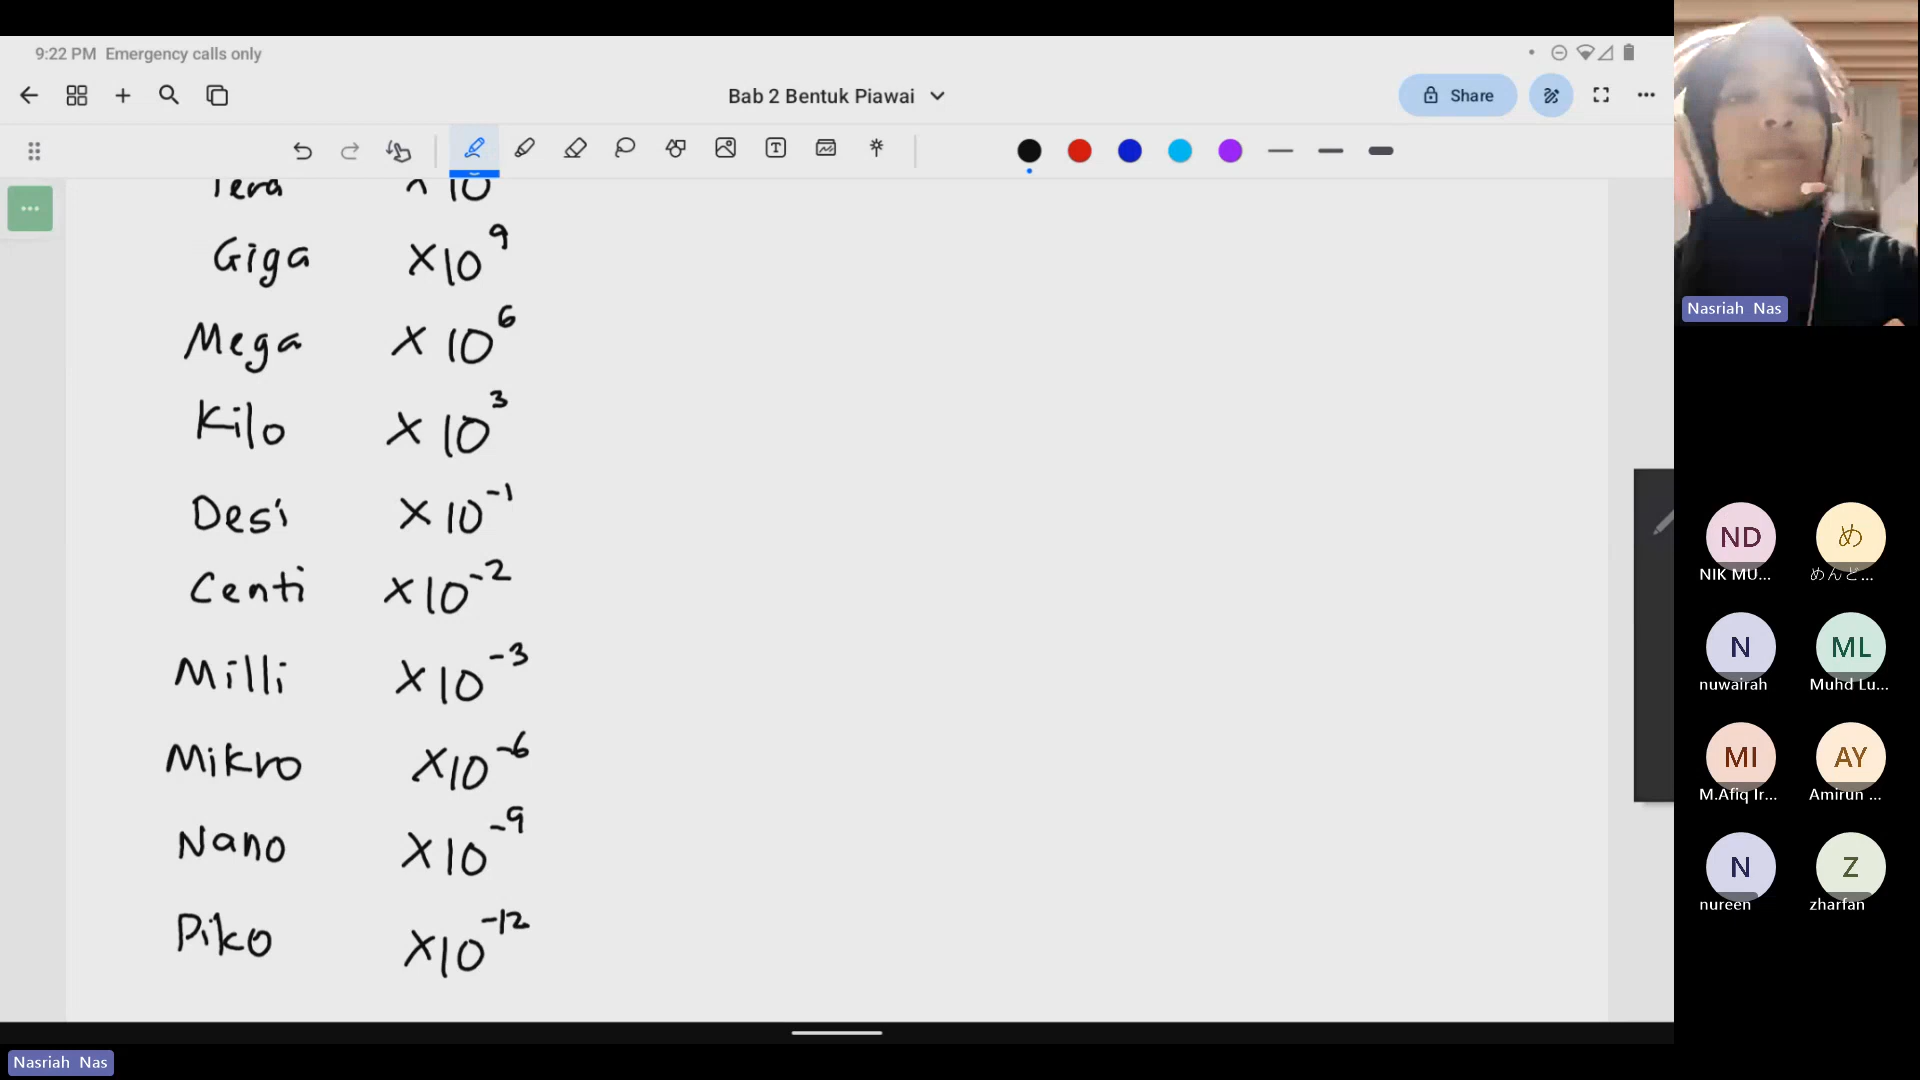 9:22 PM Emergency calls only
Bab 2 Bentuk Piawai
Share
Tera ×10
Giga ×10⁹
Mega ×10⁶
Kilo ×10³
Desi ×10⁻¹
Centi ×10⁻²
Milli ×10⁻³
Mikro ×10⁻⁶
Nano ×10⁻⁹
Piko ×10⁻¹²
Nasriah Nas
ND め
NIK MU... めんど...
N ML
nuwairah Muhd Lu...
MI AY
M.Afiq Ir... Amirun ...
N Z
nureen zharfan
Nasriah Nas